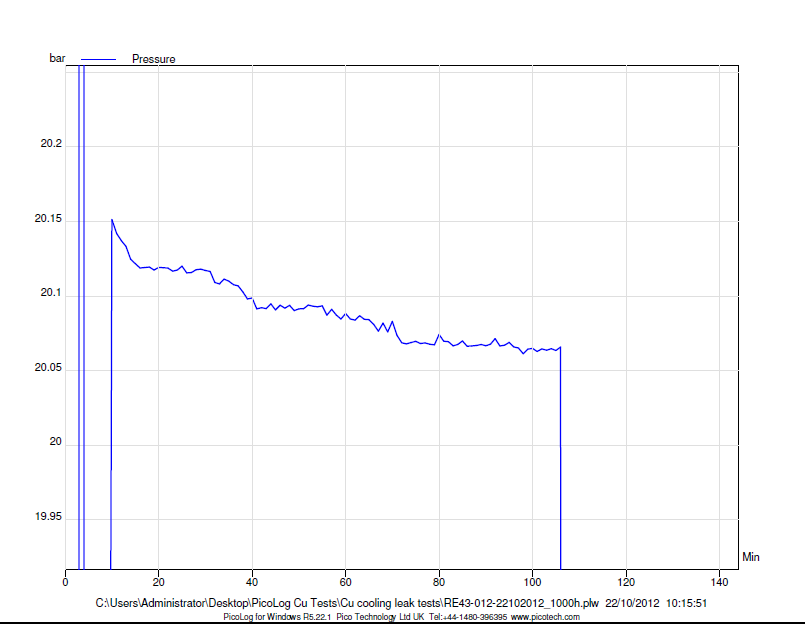 bar Pressure
20.2
20.15
20.1
20.05
20
19.95
Min
0 20 40 60 80 100 120 140
C:\Users\Administrator\Desktop\PicoLog Cu Tests\Cu cooling leak tests\RE43-012-22102012_1000h.plw 22/10/2012 10:15:51
PicoLog for Windows R5.22.1 Pico Technology Ltd UK Tel:+44-1480-396395 www.picotech.com